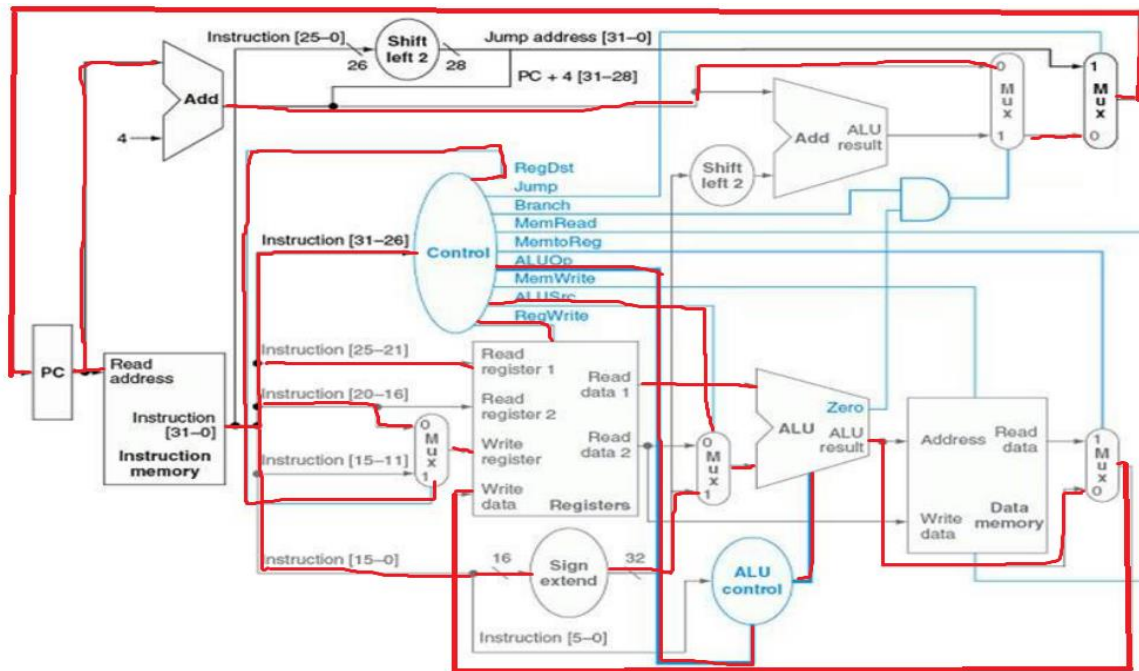 Instruction [25–0]
Shift
left 2
Jump address [31–0]
26
28
PC + 4 [31–28]
Add
4
0
M
u
x
1
1
M
u
x
0
Add
ALU
result
Shift
left 2
RegDst
Jump
Branch
MemRead
MemtoReg
ALUOp
MemWrite
ALUSrc
RegWrite
Instruction [31–26]
Control
PC
Read
address
Instruction
[31–0]
Instruction
memory
Instruction [25–21]
Instruction [20–16]
Instruction [15–11]
0
M
u
x
1
Read
register 1
Read
register 2
Write
register
Write
data
Read
data 1
Read
data 2
Registers
0
M
u
x
1
Zero
ALU
ALU
result
Address
Read
data
Write
data
Data
memory
1
M
u
x
0
Instruction [15–0]
16
Sign
extend
32
ALU
control
Instruction [5–0]